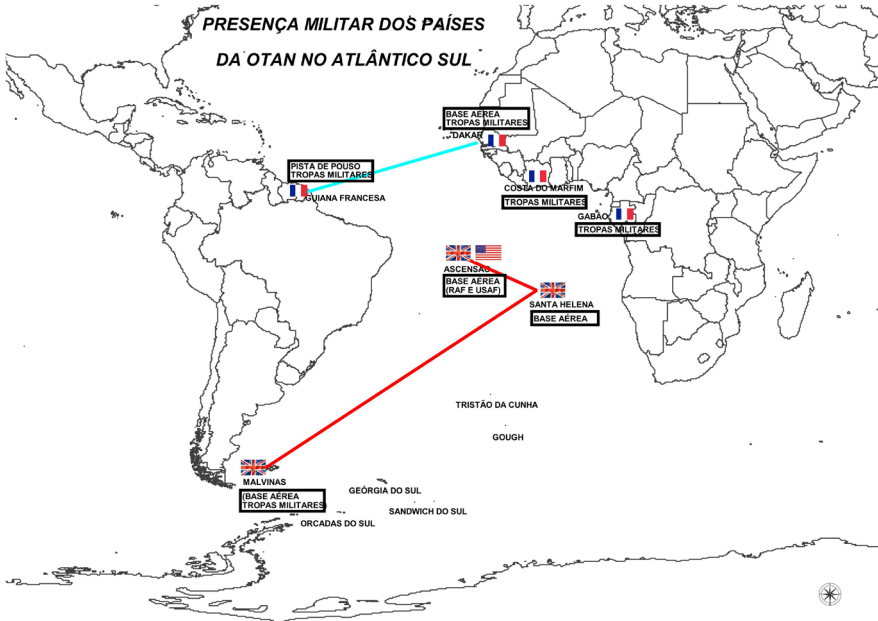 PRESENÇA MILITAR DOS PAÍSES
DA OTAN NO ATLÂNTICO SUL
BASE AÉREA
TROPAS MILITARES
DAKAR
PISTA DE POUSO
TROPAS MILITARES
GUIANA FRANCESA
COSTA DO MARFIM
TROPAS MILITARES
GABÃO
TROPAS MILITARES
ASCENSÃO
BASE AÉREA
(RAF E USAF)
SANTA HELENA
BASE AÉREA
TRISTÃO DA CUNHA
GOUGH
MALVINAS
(BASE AÉREA
TROPAS MILITARES)
GEÓRGIA DO SUL
SANDWICH DO SUL
ORCADAS DO SUL